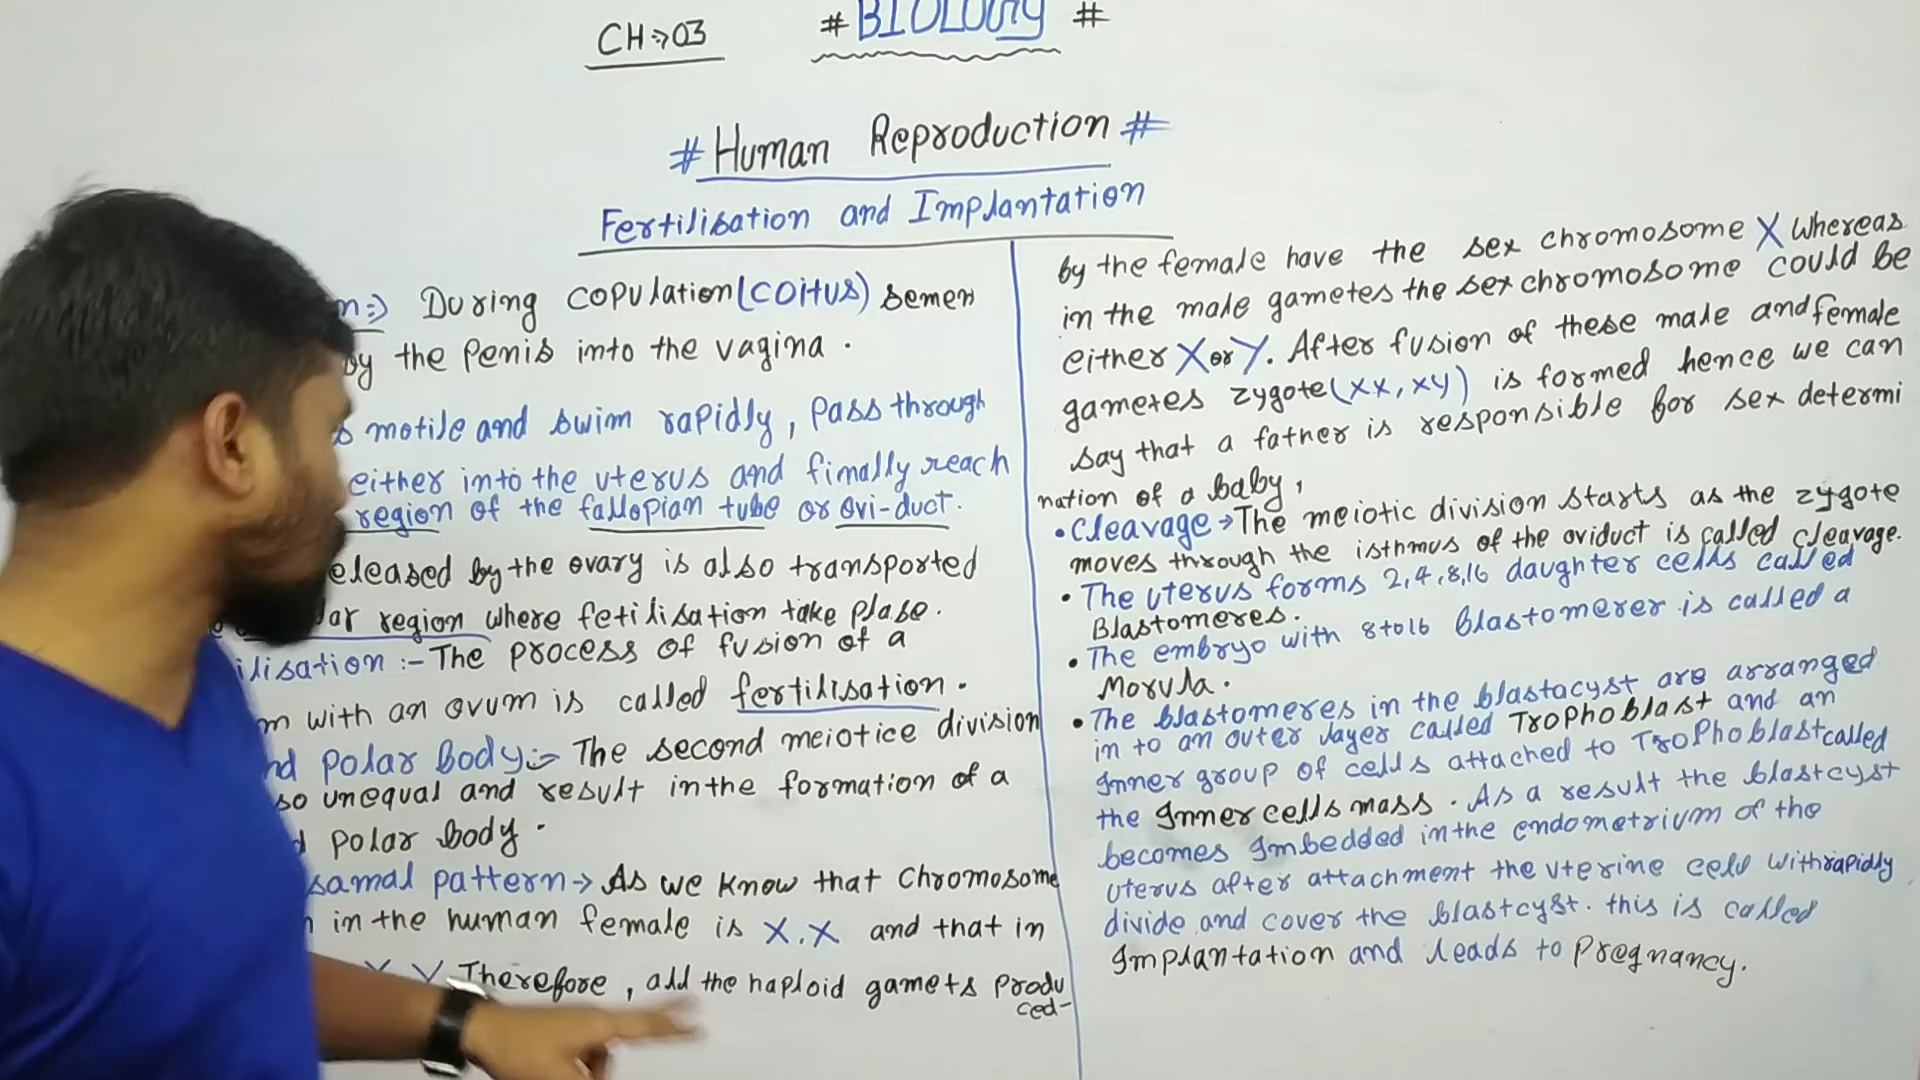 CH→03
# BIOLOGY #
# Human Reproduction #
Fertilisation and Implantation
During copulation (coitus) semen
by the Penis into the vagina.
motile and swim rapidly, Pass through
either into the uterus and finally reach
region of the fallopian tube or ovi-duct.
eleased by the ovary is also transported
region where fetilisation take plase.
ilisation :- The process of fusion of a
m with an ovum is called fertilisation.
nd Polar Body:- The second meiotice division
so unequal and result in the formation of a
d polar body.
samal pattern→ As we know that Chromosome
n in the human female is X.X and that in
X Y Therefore, all the haploid gamets Produ
ced-
by the female have the sex chromosome X Whereas
in the male gametes the sex chromosome could be
either X or Y. After fusion of these male and female
gametes zygote (XX, XY) is formed hence we can
say that a father is responsible for sex determi
nation of a baby,
• Cleavage→ The meiotic division starts as the zygote
moves through the isthmus of the oviduct is called cleavage.
• The uterus forms 2,4,8,16 daughter cells called
Blastomeres.
• The embryo with 8 to 16 blastomerer is called a
Morula.
• The blastomeres in the blastacyst are arranged
in to an outer layer called Trophoblast and an
Inner group of cells attached to Trophoblast called
the Inner cells mass. As a result the blastcyst
becomes Imbedded in the endometrium of the
uterus after attachment the uterine cells with rapidly
divide and cover the blastcyst. this is called
Implantation and leads to Pregnancy.